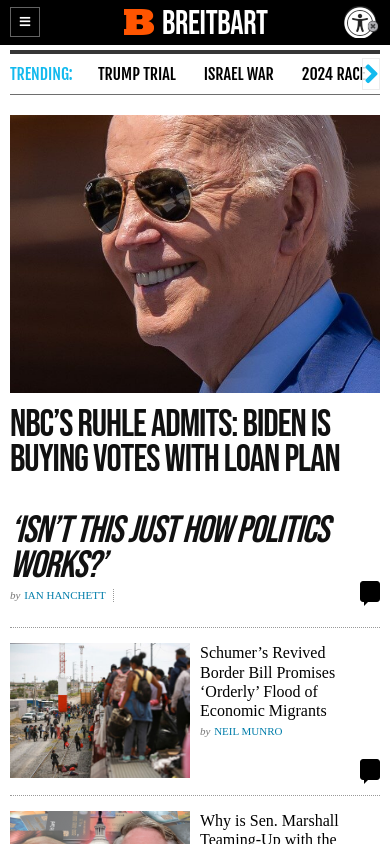 BREITBART
TRENDING: TRUMP TRIAL ISRAEL WAR 2024 RACE
NBC'S RUHLE ADMITS: BIDEN IS
BUYING VOTES WITH LOAN PLAN
‘ISN’T THIS JUST HOW POLITICS
WORKS?’
by IAN HANCHETT
Schumer’s Revived
Border Bill Promises
‘Orderly’ Flood of
Economic Migrants
by NEIL MUNRO
Why is Sen. Marshall
Teaming-Up with the